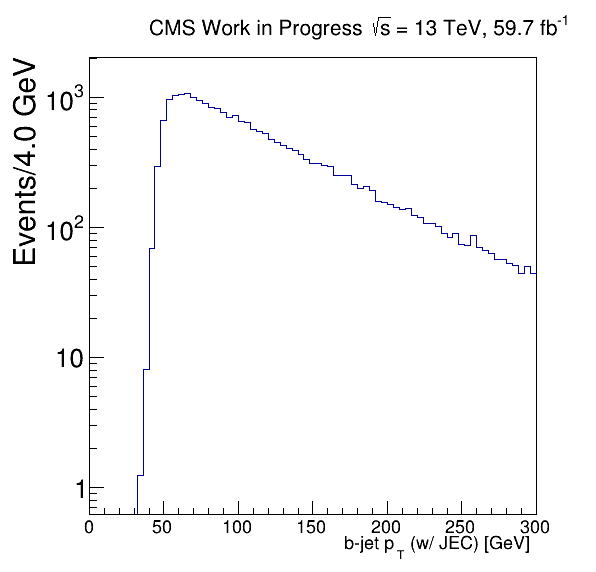 CMS Work in Progress √s = 13 TeV, 59.7 fb⁻¹
Events/4.0 GeV
10³
10²
10
1
0 50 100 150 200 250 300
b-jet p_T (w/ JEC) [GeV]